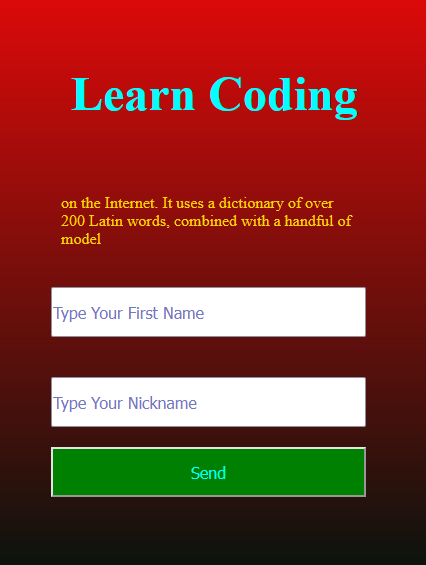 Learn Coding
on the Internet. It uses a dictionary of over
200 Latin words, combined with a handful of
model
Type Your First Name
Type Your Nickname
Send